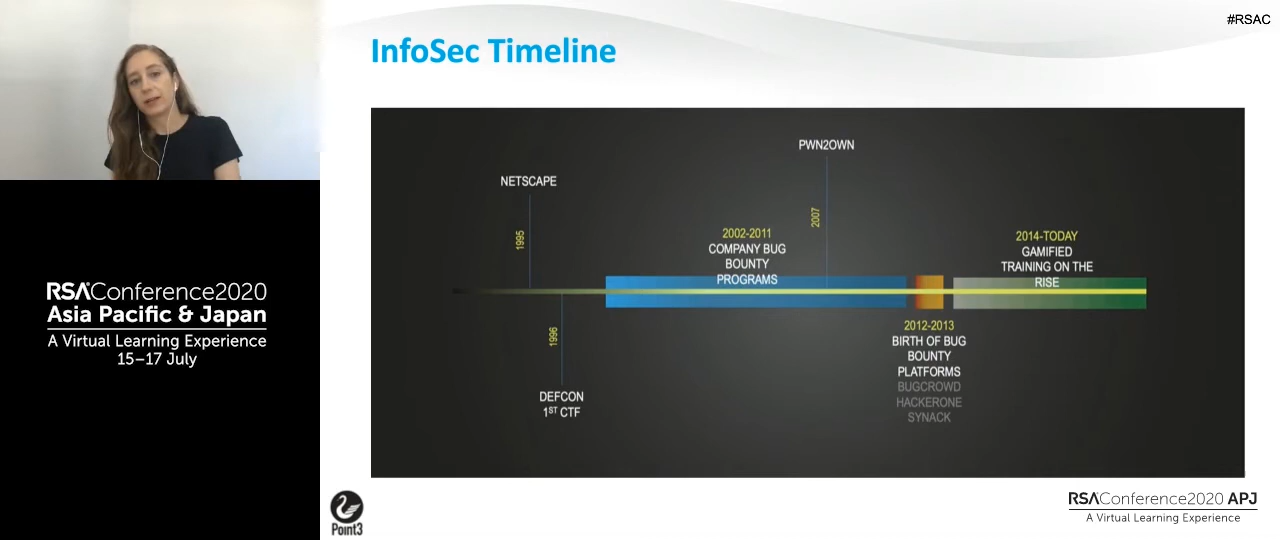 #RSAC
InfoSec Timeline
PWN2OWN
NETSCAPE
2007
1995
2002-2011
COMPANY BUG
BOUNTY
PROGRAMS
2014-TODAY
GAMIFIED
TRAINING ON THE
RISE
1996
2012-2013
BIRTH OF BUG
BOUNTY
PLATFORMS
BUGCROWD
HACKERONE
SYNACK
DEFCON
1ST CTF
RSAConference2020
Asia Pacific & Japan
A Virtual Learning Experience
15–17 July
Point3
RSAConference2020 APJ
A Virtual Learning Experience